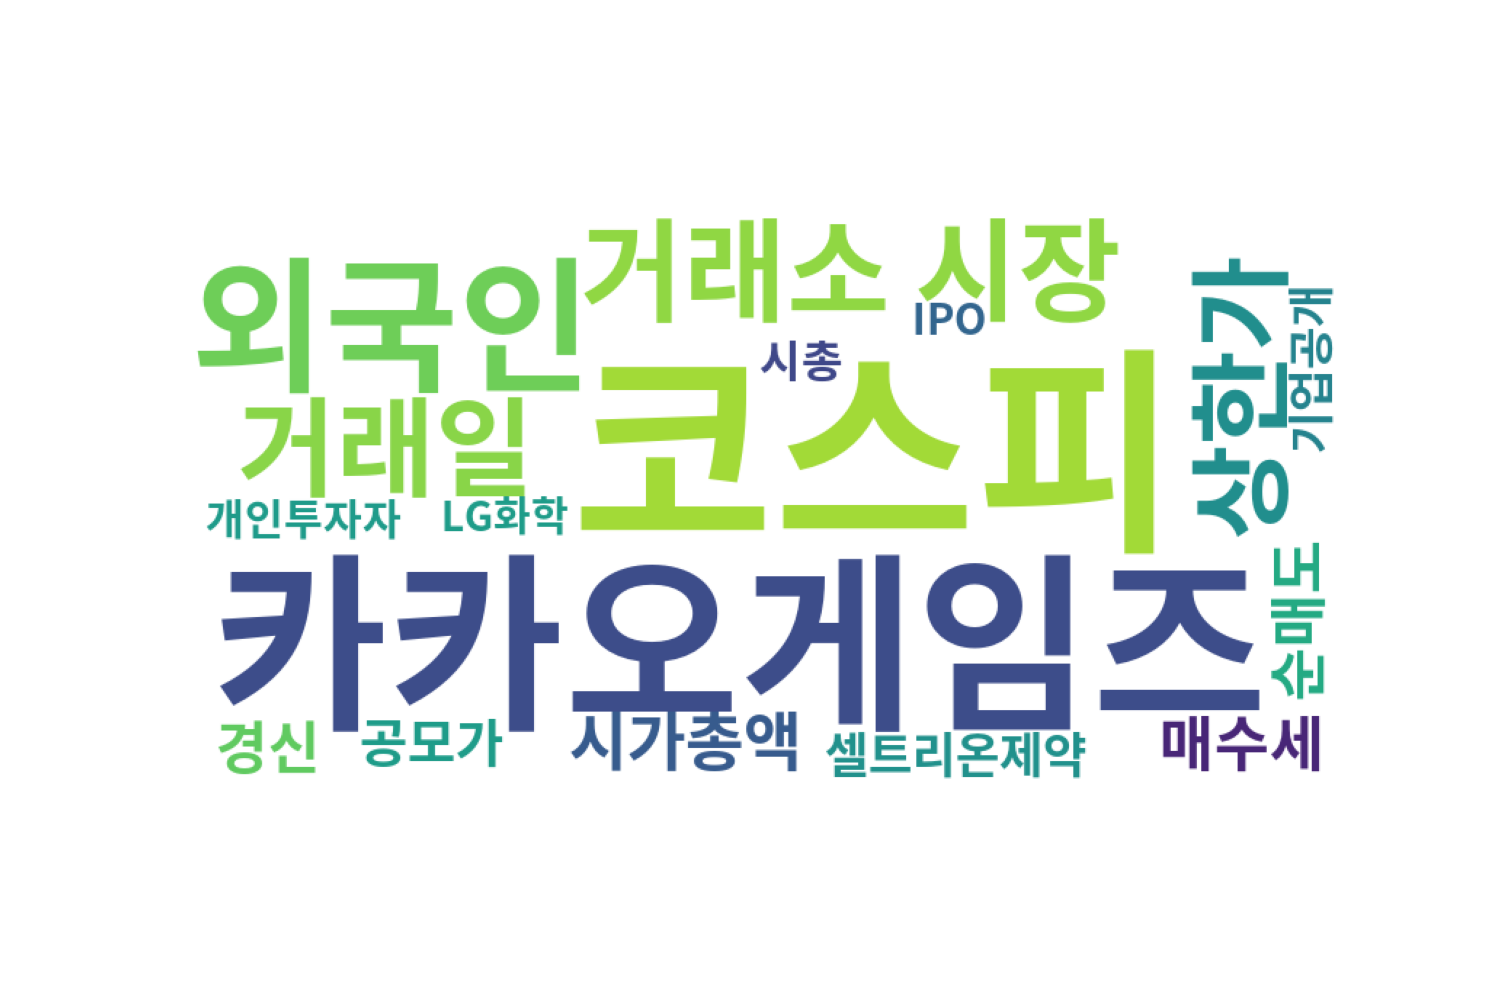 거래소 시장
외국인
IPO
시총
코스피
거래일
상한가
기업공개
개인투자자
LG화학
카카오게임즈
순매도
경신
공모가
시가총액
셀트리온제약
매수세